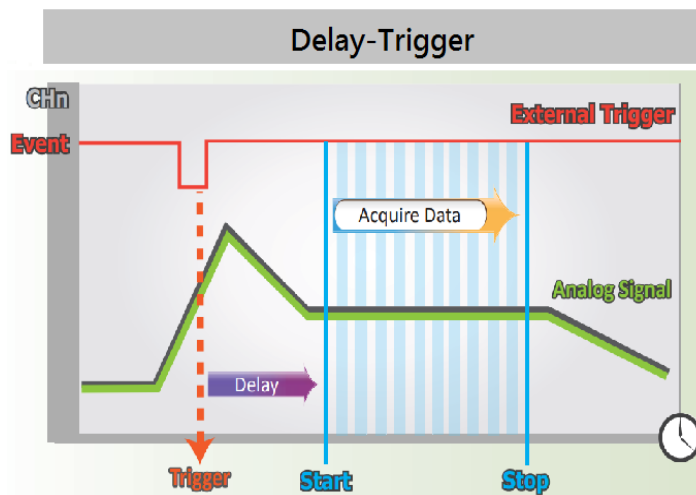 Delay-Trigger
CHn
External Trigger
Event
Acquire Data
Analog Signal
Delay
Trigger
Start
Stop